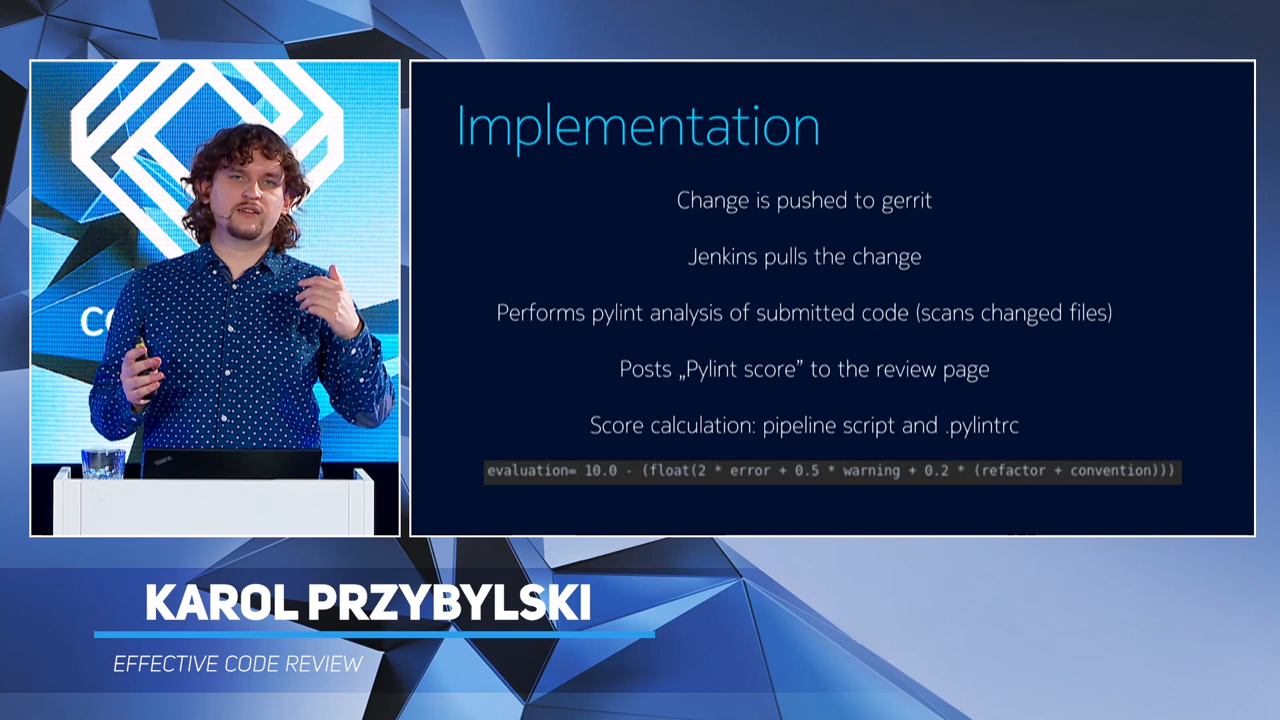 Implementation
Change is pushed to gerrit
Jenkins pulls the change
Performs pylint analysis of submitted code (scans changed files)
Posts „Pylint score” to the review page
Score calculation: pipeline script and .pylintrc
evaluation= 10.0 - (float(2 * error + 0.5 * warning + 0.2 * (refactor + convention)))
KAROL PRZYBYLSKI
EFFECTIVE CODE REVIEW